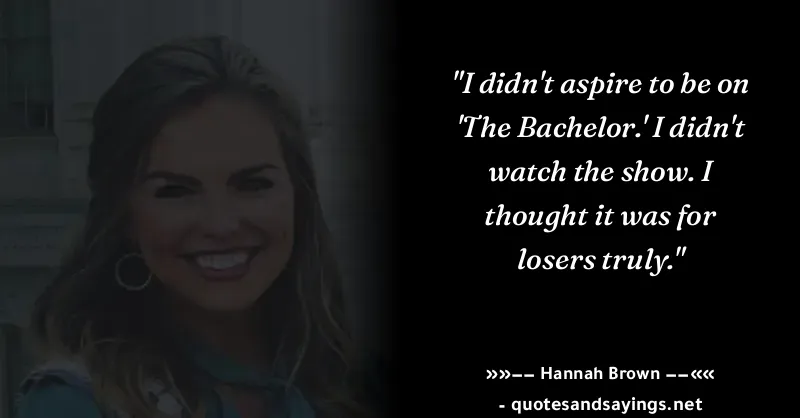 "I didn't aspire to be on
'The Bachelor.' I didn't
watch the show. I
thought it was for
losers truly."
»»−− Hannah Brown −−««
- quotesandsayings.net